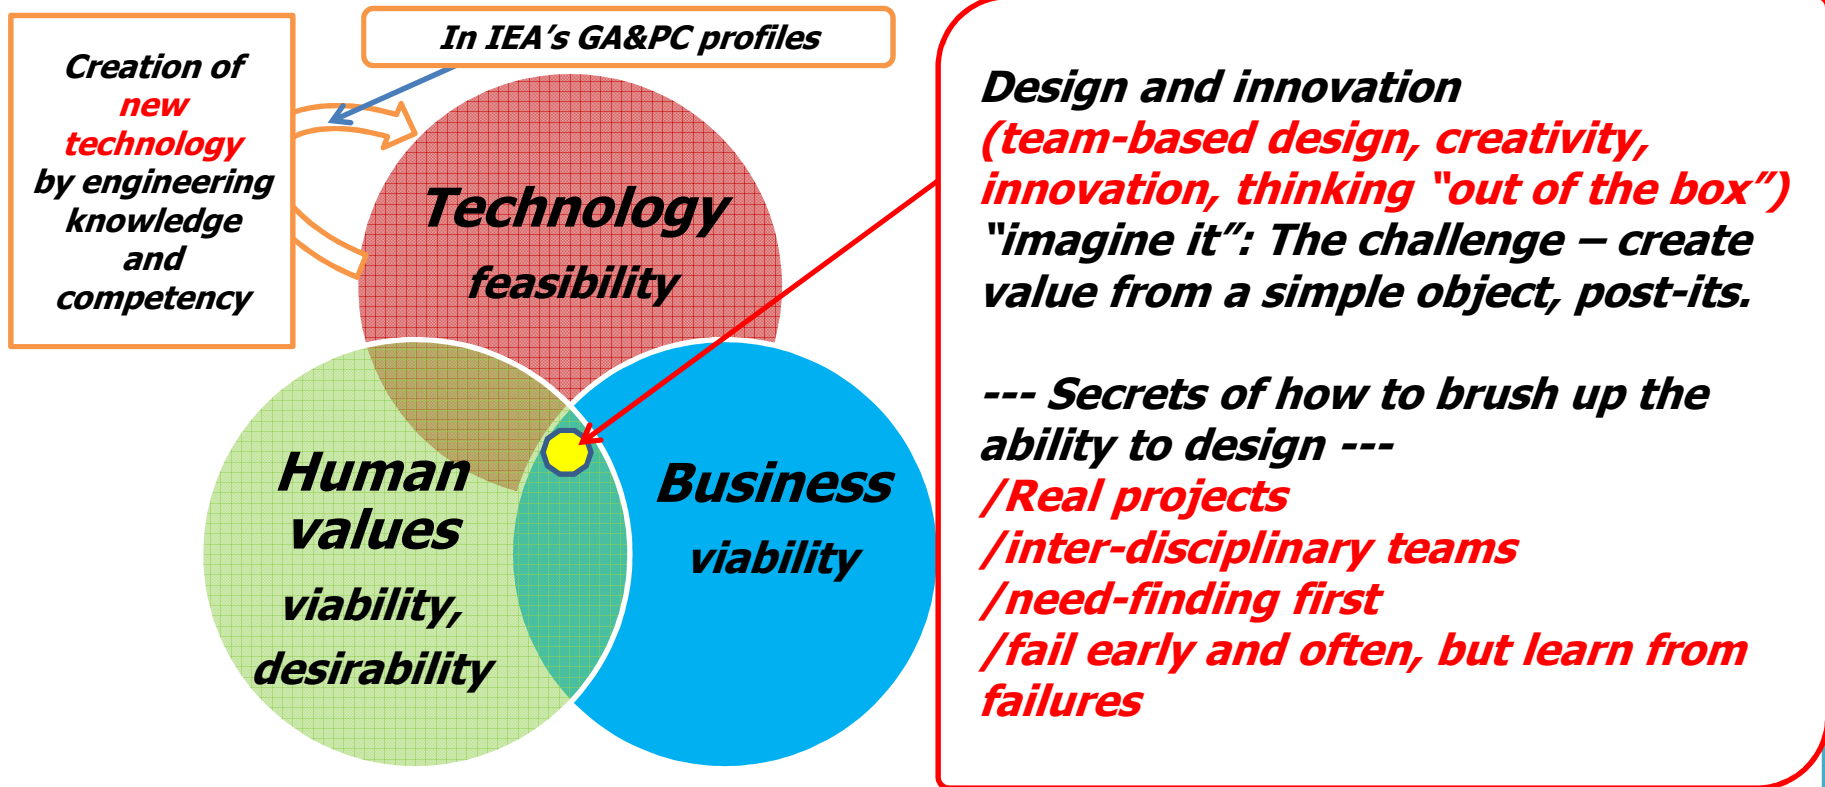 Creation of
new
technology
by engineering
knowledge
and
competency
In IEA’s GA&PC profiles
Technology
feasibility
Human
values
viability,
desirability
Business
viability
Design and innovation
(team-based design, creativity,
innovation, thinking “out of the box”)
“imagine it”: The challenge – create
value from a simple object, post-its.
--- Secrets of how to brush up the
ability to design ---
/Real projects
/inter-disciplinary teams
/need-finding first
/fail early and often, but learn from
failures